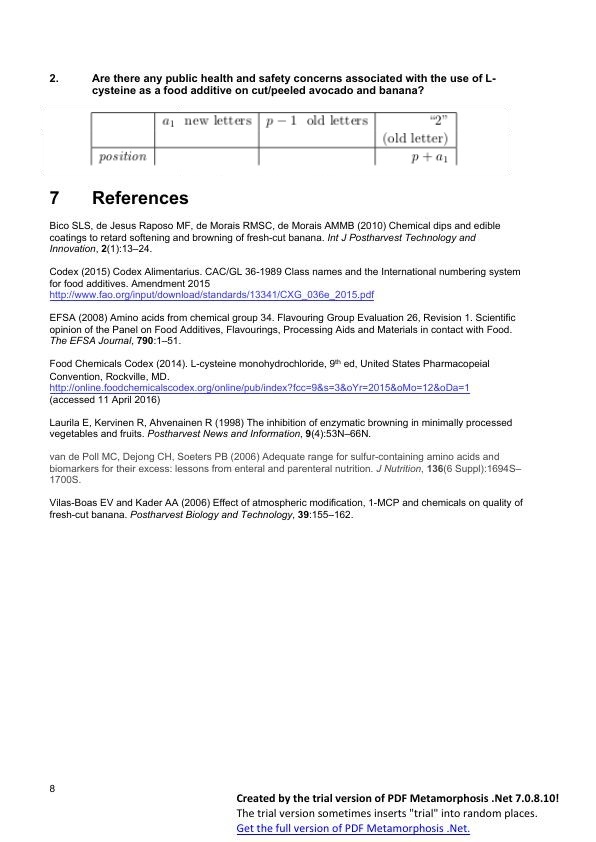 2. Are there any public health and safety concerns associated with the use of L-
cysteine as a food additive on cut/peeled avocado and banana?
a₁ new letters p − 1 old letters “2”
(old letter)
position p + a₁
7 References
Bico SLS, de Jesus Raposo MF, de Morais RMSC, de Morais AMMB (2010) Chemical dips and edible
coatings to retard softening and browning of fresh-cut banana. Int J Postharvest Technology and
Innovation, 2(1):13–24.
Codex (2015) Codex Alimentarius. CAC/GL 36-1989 Class names and the International numbering system
for food additives. Amendment 2015
http://www.fao.org/input/download/standards/13341/CXG_036e_2015.pdf
EFSA (2008) Amino acids from chemical group 34. Flavouring Group Evaluation 26, Revision 1. Scientific
opinion of the Panel on Food Additives, Flavourings, Processing Aids and Materials in contact with Food.
The EFSA Journal, 790:1–51.
Food Chemicals Codex (2014). L-cysteine monohydrochloride, 9th ed, United States Pharmacopeial
Convention, Rockville, MD.
http://online.foodchemicalscodex.org/online/pub/index?fcc=9&s=3&oYr=2015&oMo=12&oDa=1
(accessed 11 April 2016)
Laurila E, Kervinen R, Ahvenainen R (1998) The inhibition of enzymatic browning in minimally processed
vegetables and fruits. Postharvest News and Information, 9(4):53N–66N.
van de Poll MC, Dejong CH, Soeters PB (2006) Adequate range for sulfur-containing amino acids and
biomarkers for their excess: lessons from enteral and parenteral nutrition. J Nutrition, 136(6 Suppl):1694S–
1700S.
Vilas-Boas EV and Kader AA (2006) Effect of atmospheric modification, 1-MCP and chemicals on quality of
fresh-cut banana. Postharvest Biology and Technology, 39:155–162.
8
Created by the trial version of PDF Metamorphosis .Net 7.0.8.10!
The trial version sometimes inserts "trial" into random places.
Get the full version of PDF Metamorphosis .Net.